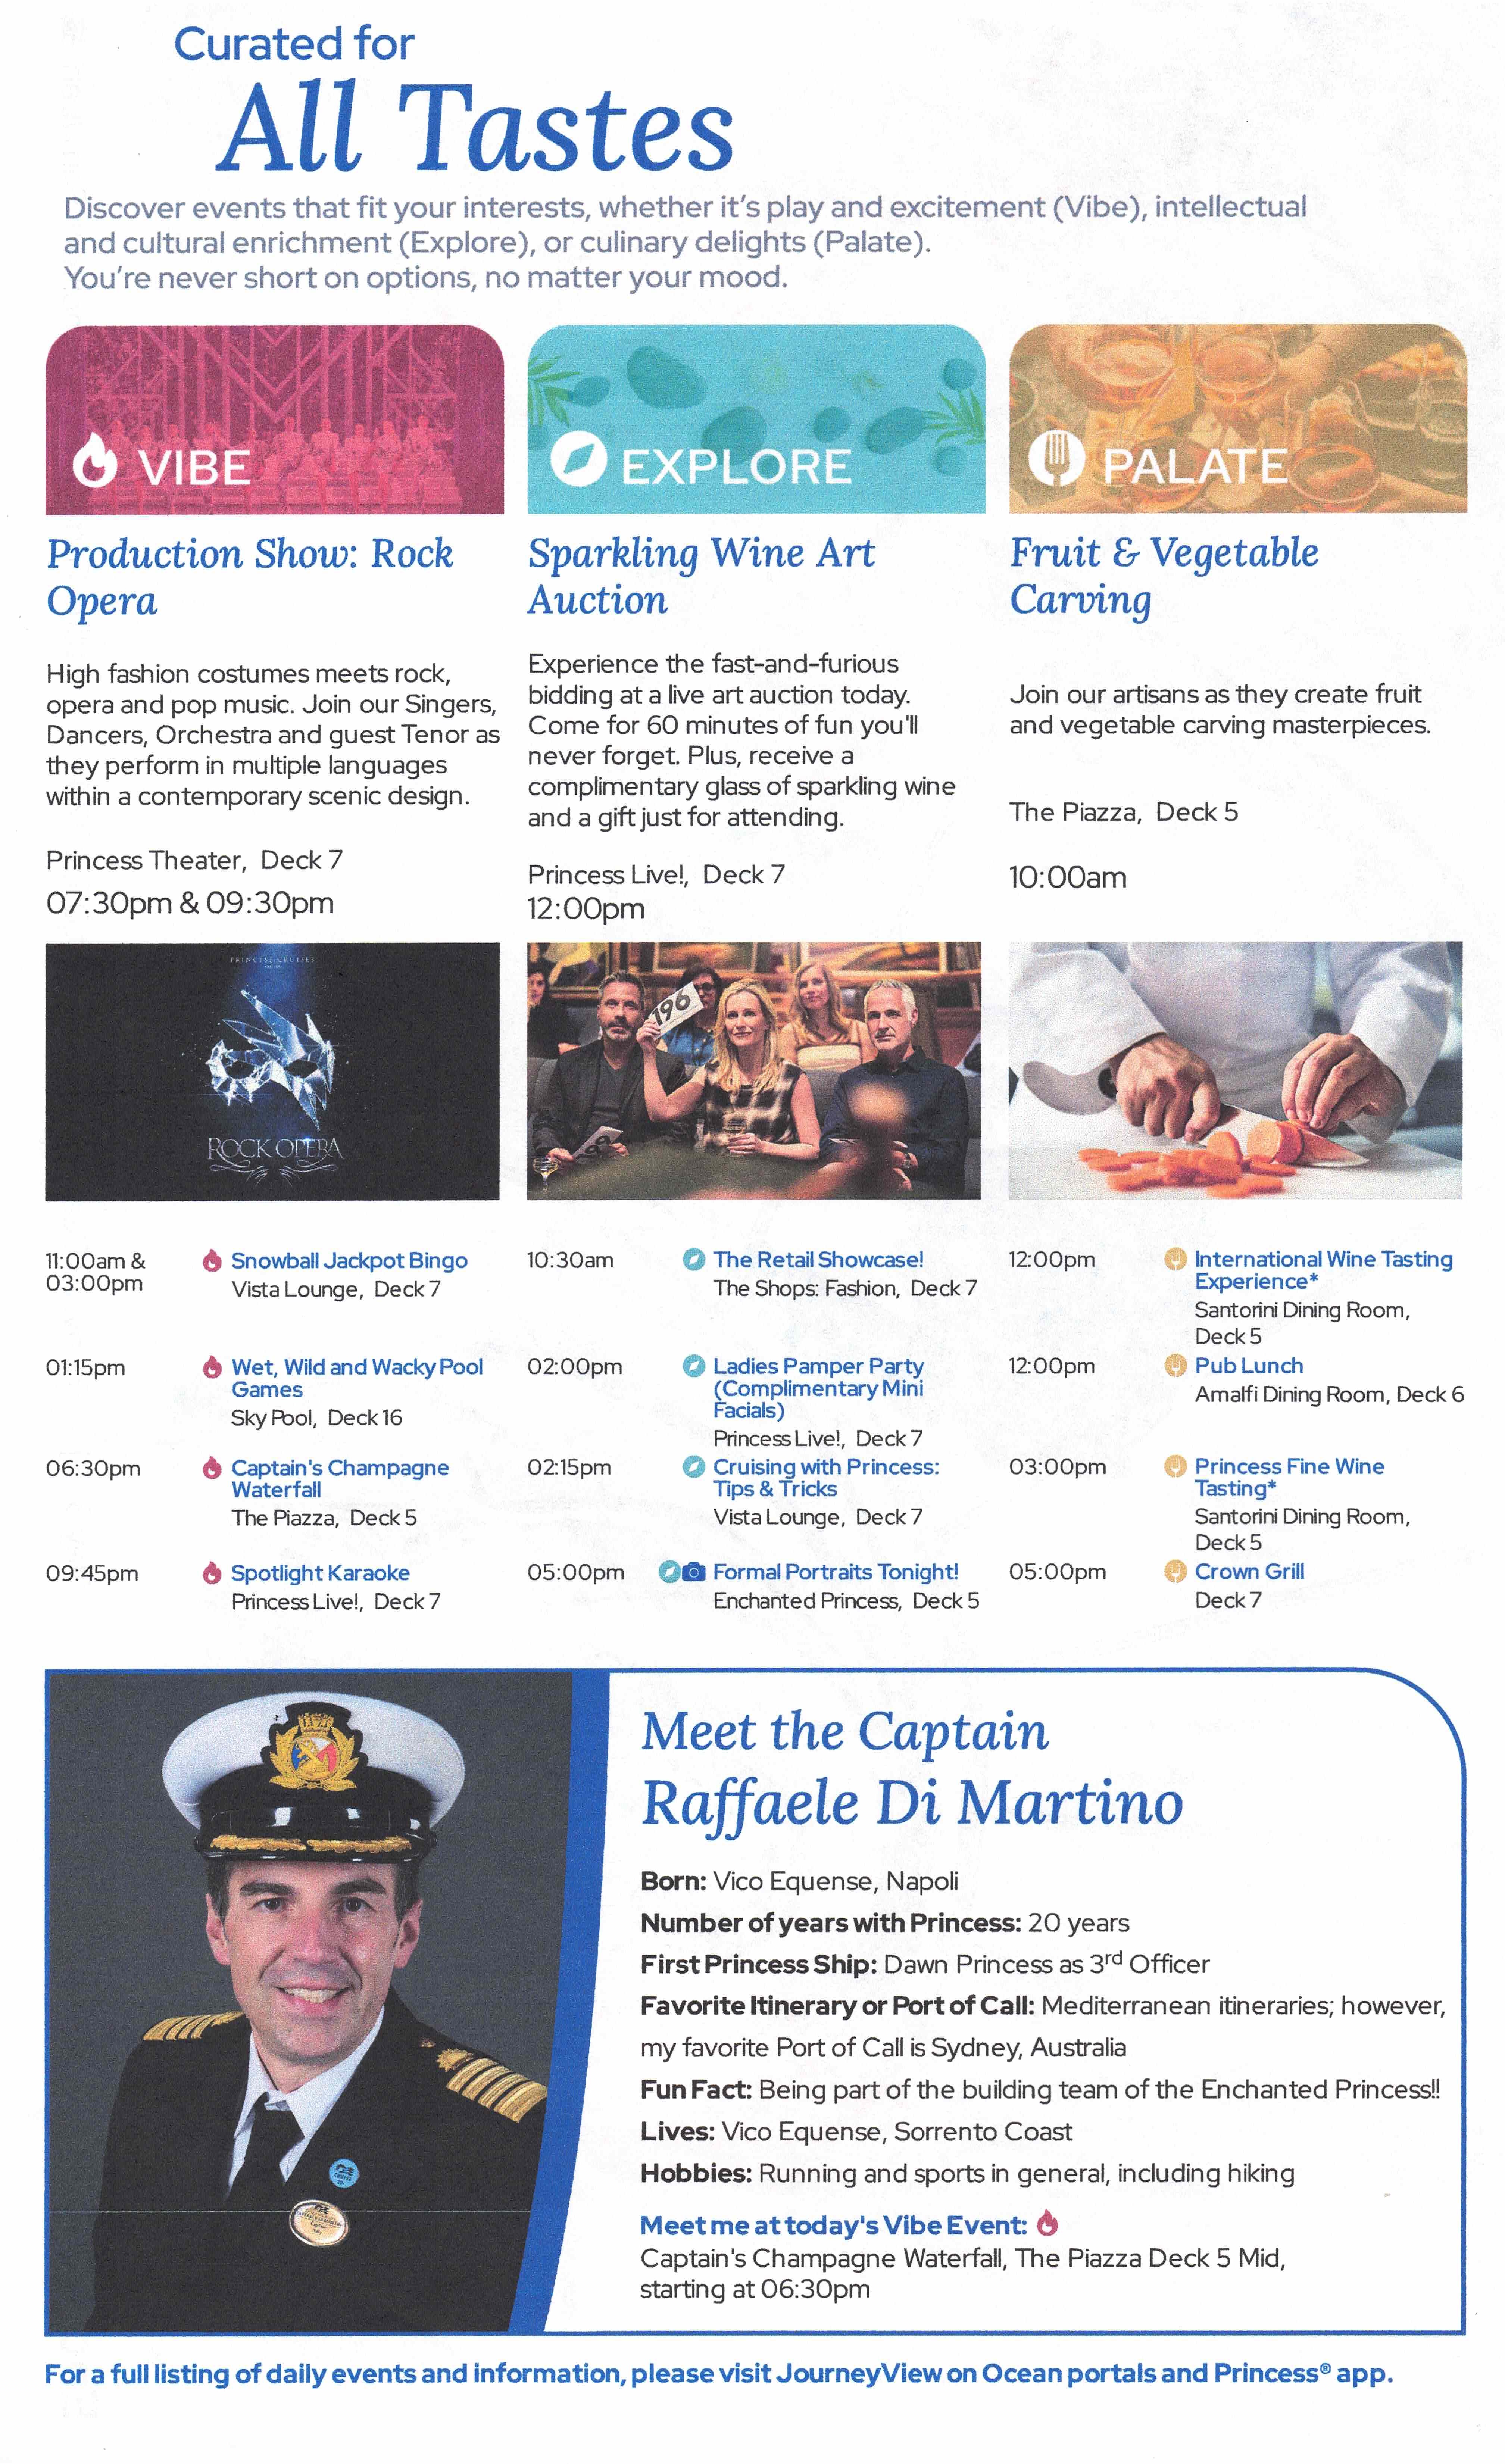 Curated for
All Tastes
Discover events that fit your interests, whether it's play and excitement (Vibe), intellectual
and cultural enrichment (Explore), or culinary delights (Palate).
You're never short on options, no matter your mood.
VIBE
Production Show: Rock
Opera
High fashion costumes meets rock,
opera and pop music. Join our Singers,
Dancers, Orchestra and guest Tenor as
they perform in multiple languages
within a contemporary scenic design.
Princess Theater, Deck 7
07:30pm & 09:30pm
PRINCESS CRUISES
ROCK OPERA
EXPLORE
Sparkling Wine Art
Auction
Experience the fast-and-furious
bidding at a live art auction today.
Come for 60 minutes of fun you'll
never forget. Plus, receive a
complimentary glass of sparkling wine
and a gift just for attending.
Princess Live!, Deck 7
12:00pm
196
PALATE
Fruit & Vegetable
Carving
Join our artisans as they create fruit
and vegetable carving masterpieces.
The Piazza, Deck 5
10:00am
11:00am &
03:00pm
Snowball Jackpot Bingo
Vista Lounge, Deck 7
01:15pm
Wet, Wild and Wacky Pool
Games
Sky Pool, Deck 16
06:30pm
Captain's Champagne
Waterfall
The Piazza, Deck 5
09:45pm
Spotlight Karaoke
Princess Live!, Deck 7
10:30am
The Retail Showcase!
The Shops: Fashion, Deck 7
02:00pm
Ladies Pamper Party
(Complimentary Mini
Facials)
Princess Live!, Deck 7
02:15pm
Cruising with Princess:
Tips & Tricks
Vista Lounge, Deck 7
05:00pm
Formal Portraits Tonight!
Enchanted Princess, Deck 5
12:00pm
International Wine Tasting
Experience*
Santorini Dining Room,
Deck 5
12:00pm
Pub Lunch
Amalfi Dining Room, Deck 6
03:00pm
Princess Fine Wine
Tasting*
Santorini Dining Room,
Deck 5
05:00pm
Crown Grill
Deck 7
Meet the Captain
Raffaele Di Martino
Born: Vico Equense, Napoli
Number of years with Princess: 20 years
First Princess Ship: Dawn Princess as 3rd Officer
Favorite Itinerary or Port of Call: Mediterranean itineraries; however,
my favorite Port of Call is Sydney, Australia
Fun Fact: Being part of the building team of the Enchanted Princess!!
Lives: Vico Equense, Sorrento Coast
Hobbies: Running and sports in general, including hiking
Meet me at today's Vibe Event:
Captain's Champagne Waterfall, The Piazza Deck 5 Mid,
starting at 06:30pm
For a full listing of daily events and information, please visit JourneyView on Ocean portals and Princess® app.